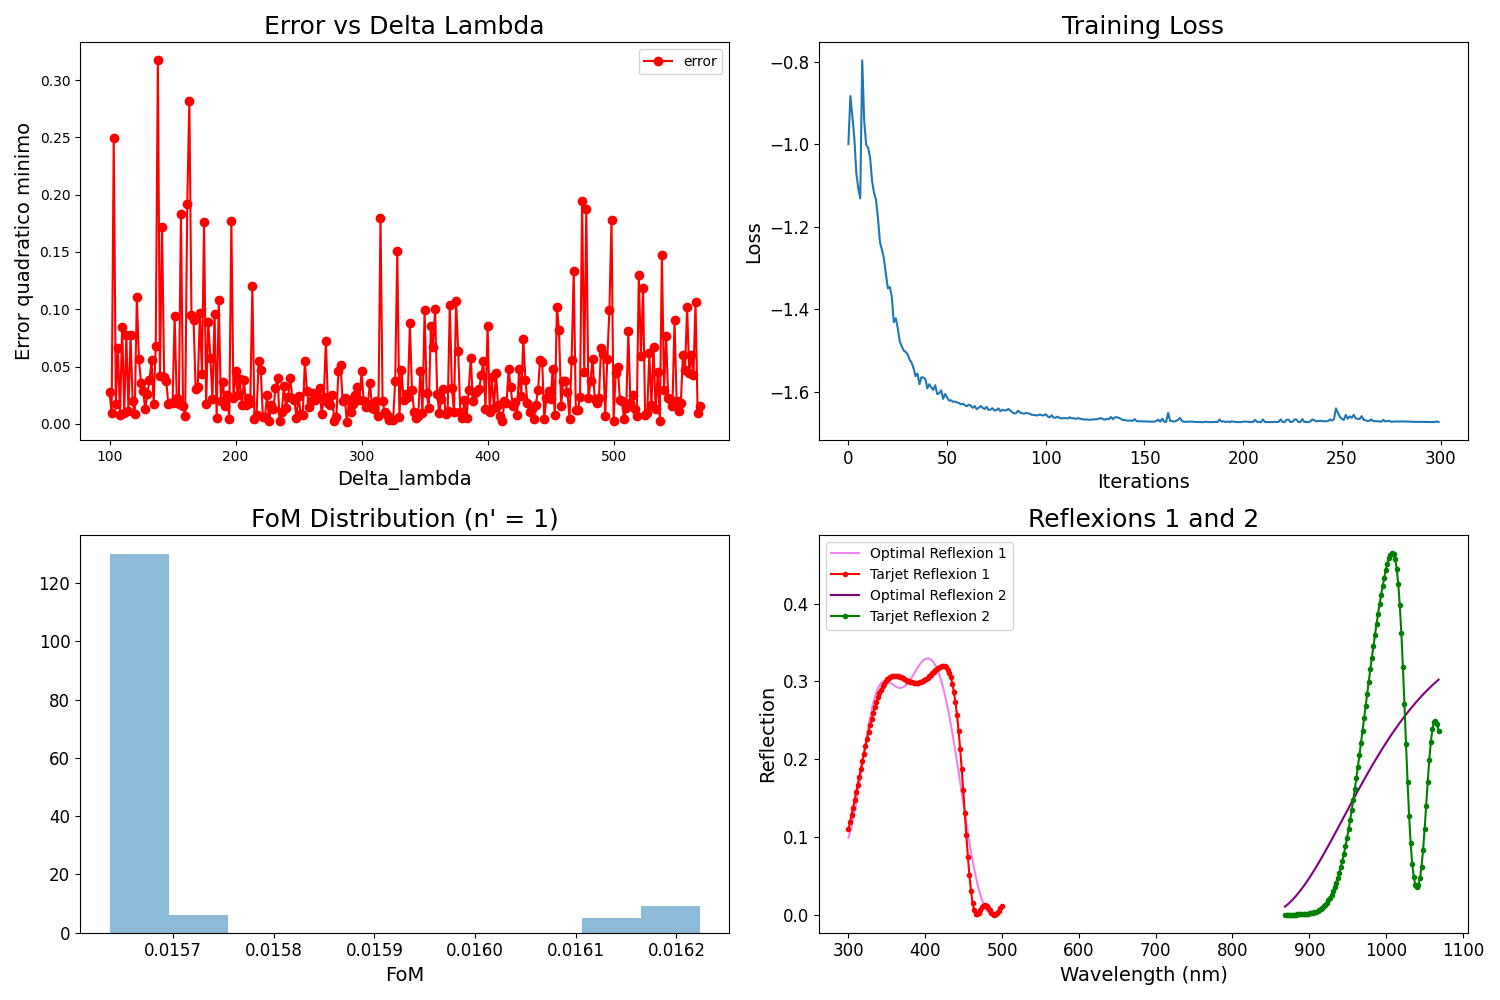 Error vs Delta Lambda
error
0.30
0.25
0.20
0.15
0.10
0.05
0.00
Error quadratico minimo
100 200 300 400 500
Delta_lambda
Training Loss
−0.8
−1.0
−1.2
−1.4
−1.6
Loss
0 50 100 150 200 250 300
Iterations
FoM Distribution (n' = 1)
120
100
80
60
40
20
0
0.0157 0.0158 0.0159 0.0160 0.0161 0.0162
FoM
Reflexions 1 and 2
Optimal Reflexion 1
Tarjet Reflexion 1
Optimal Reflexion 2
Tarjet Reflexion 2
0.4
0.3
0.2
0.1
0.0
Reflection
300 400 500 600 700 800 900 1000 1100
Wavelength (nm)